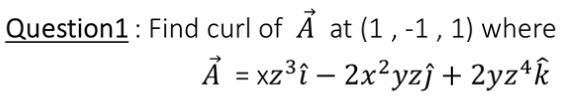 Question1 : Find curl of A⃗ at (1 , -1 , 1) where
A⃗ = xz³î − 2x²yzĵ + 2yz⁴k̂